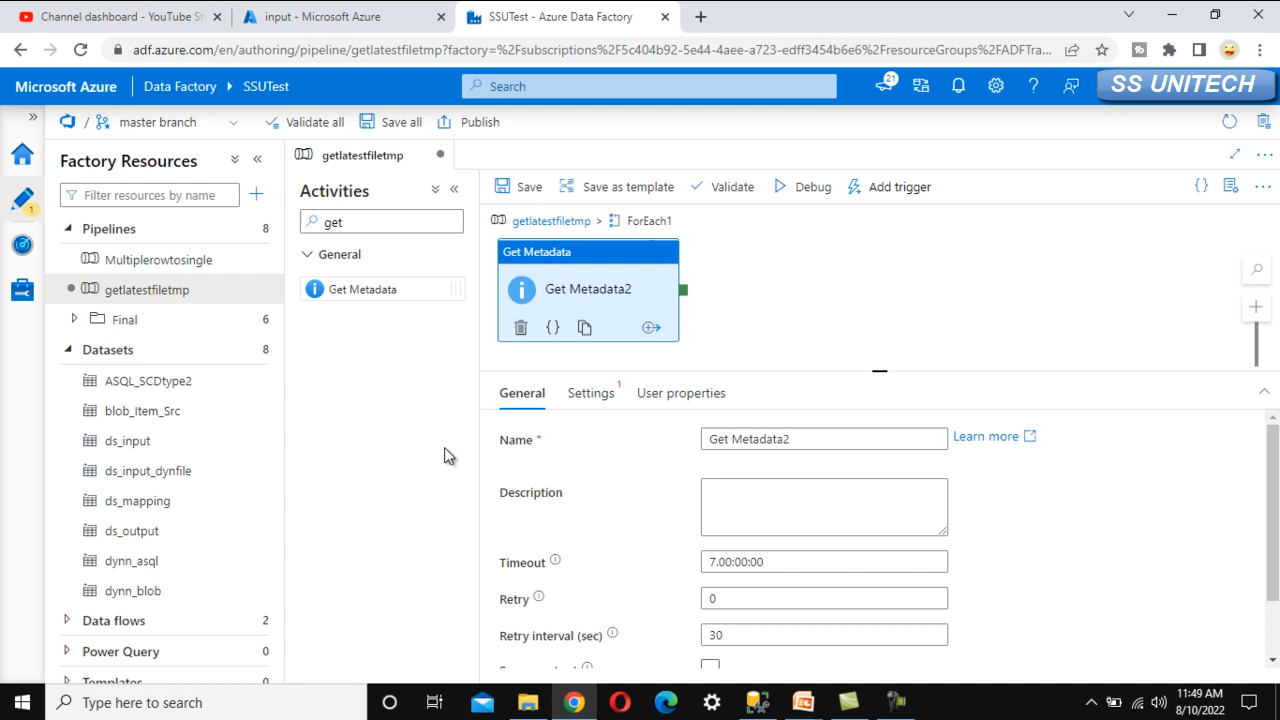 Channel dashboard - YouTube St
input - Microsoft Azure
SSUTest - Azure Data Factory
adf.azure.com/en/authoring/pipeline/getlatestfiletmp?factory=%2Fsubscriptions%2F5c404b92-5e44-4aee-a723-edff3454b6e6%2FresourceGroups%2FADFTra...
Microsoft Azure
Data Factory
SSUTest
Search
21
SS UNITECH
/ master branch
Validate all
Save all
Publish
Factory Resources
Filter resources by name
1
Pipelines 8
Multiplerowtosingle
getlatestfiletmp
Final 6
Datasets 8
ASQL_SCDtype2
blob_Item_Src
ds_input
ds_input_dynfile
ds_mapping
ds_output
dynn_asql
dynn_blob
Data flows 2
Power Query 0
getlatestfiletmp
Activities
get
General
Get Metadata
Save
Save as template
Validate
Debug
Add trigger
getlatestfiletmp > ForEach1
Get Metadata
Get Metadata2
General
Settings 1
User properties
Name *
Get Metadata2
Learn more
Description
Timeout
7.00:00:00
Retry
0
Retry interval (sec)
30
Type here to search
11:49 AM
8/10/2022